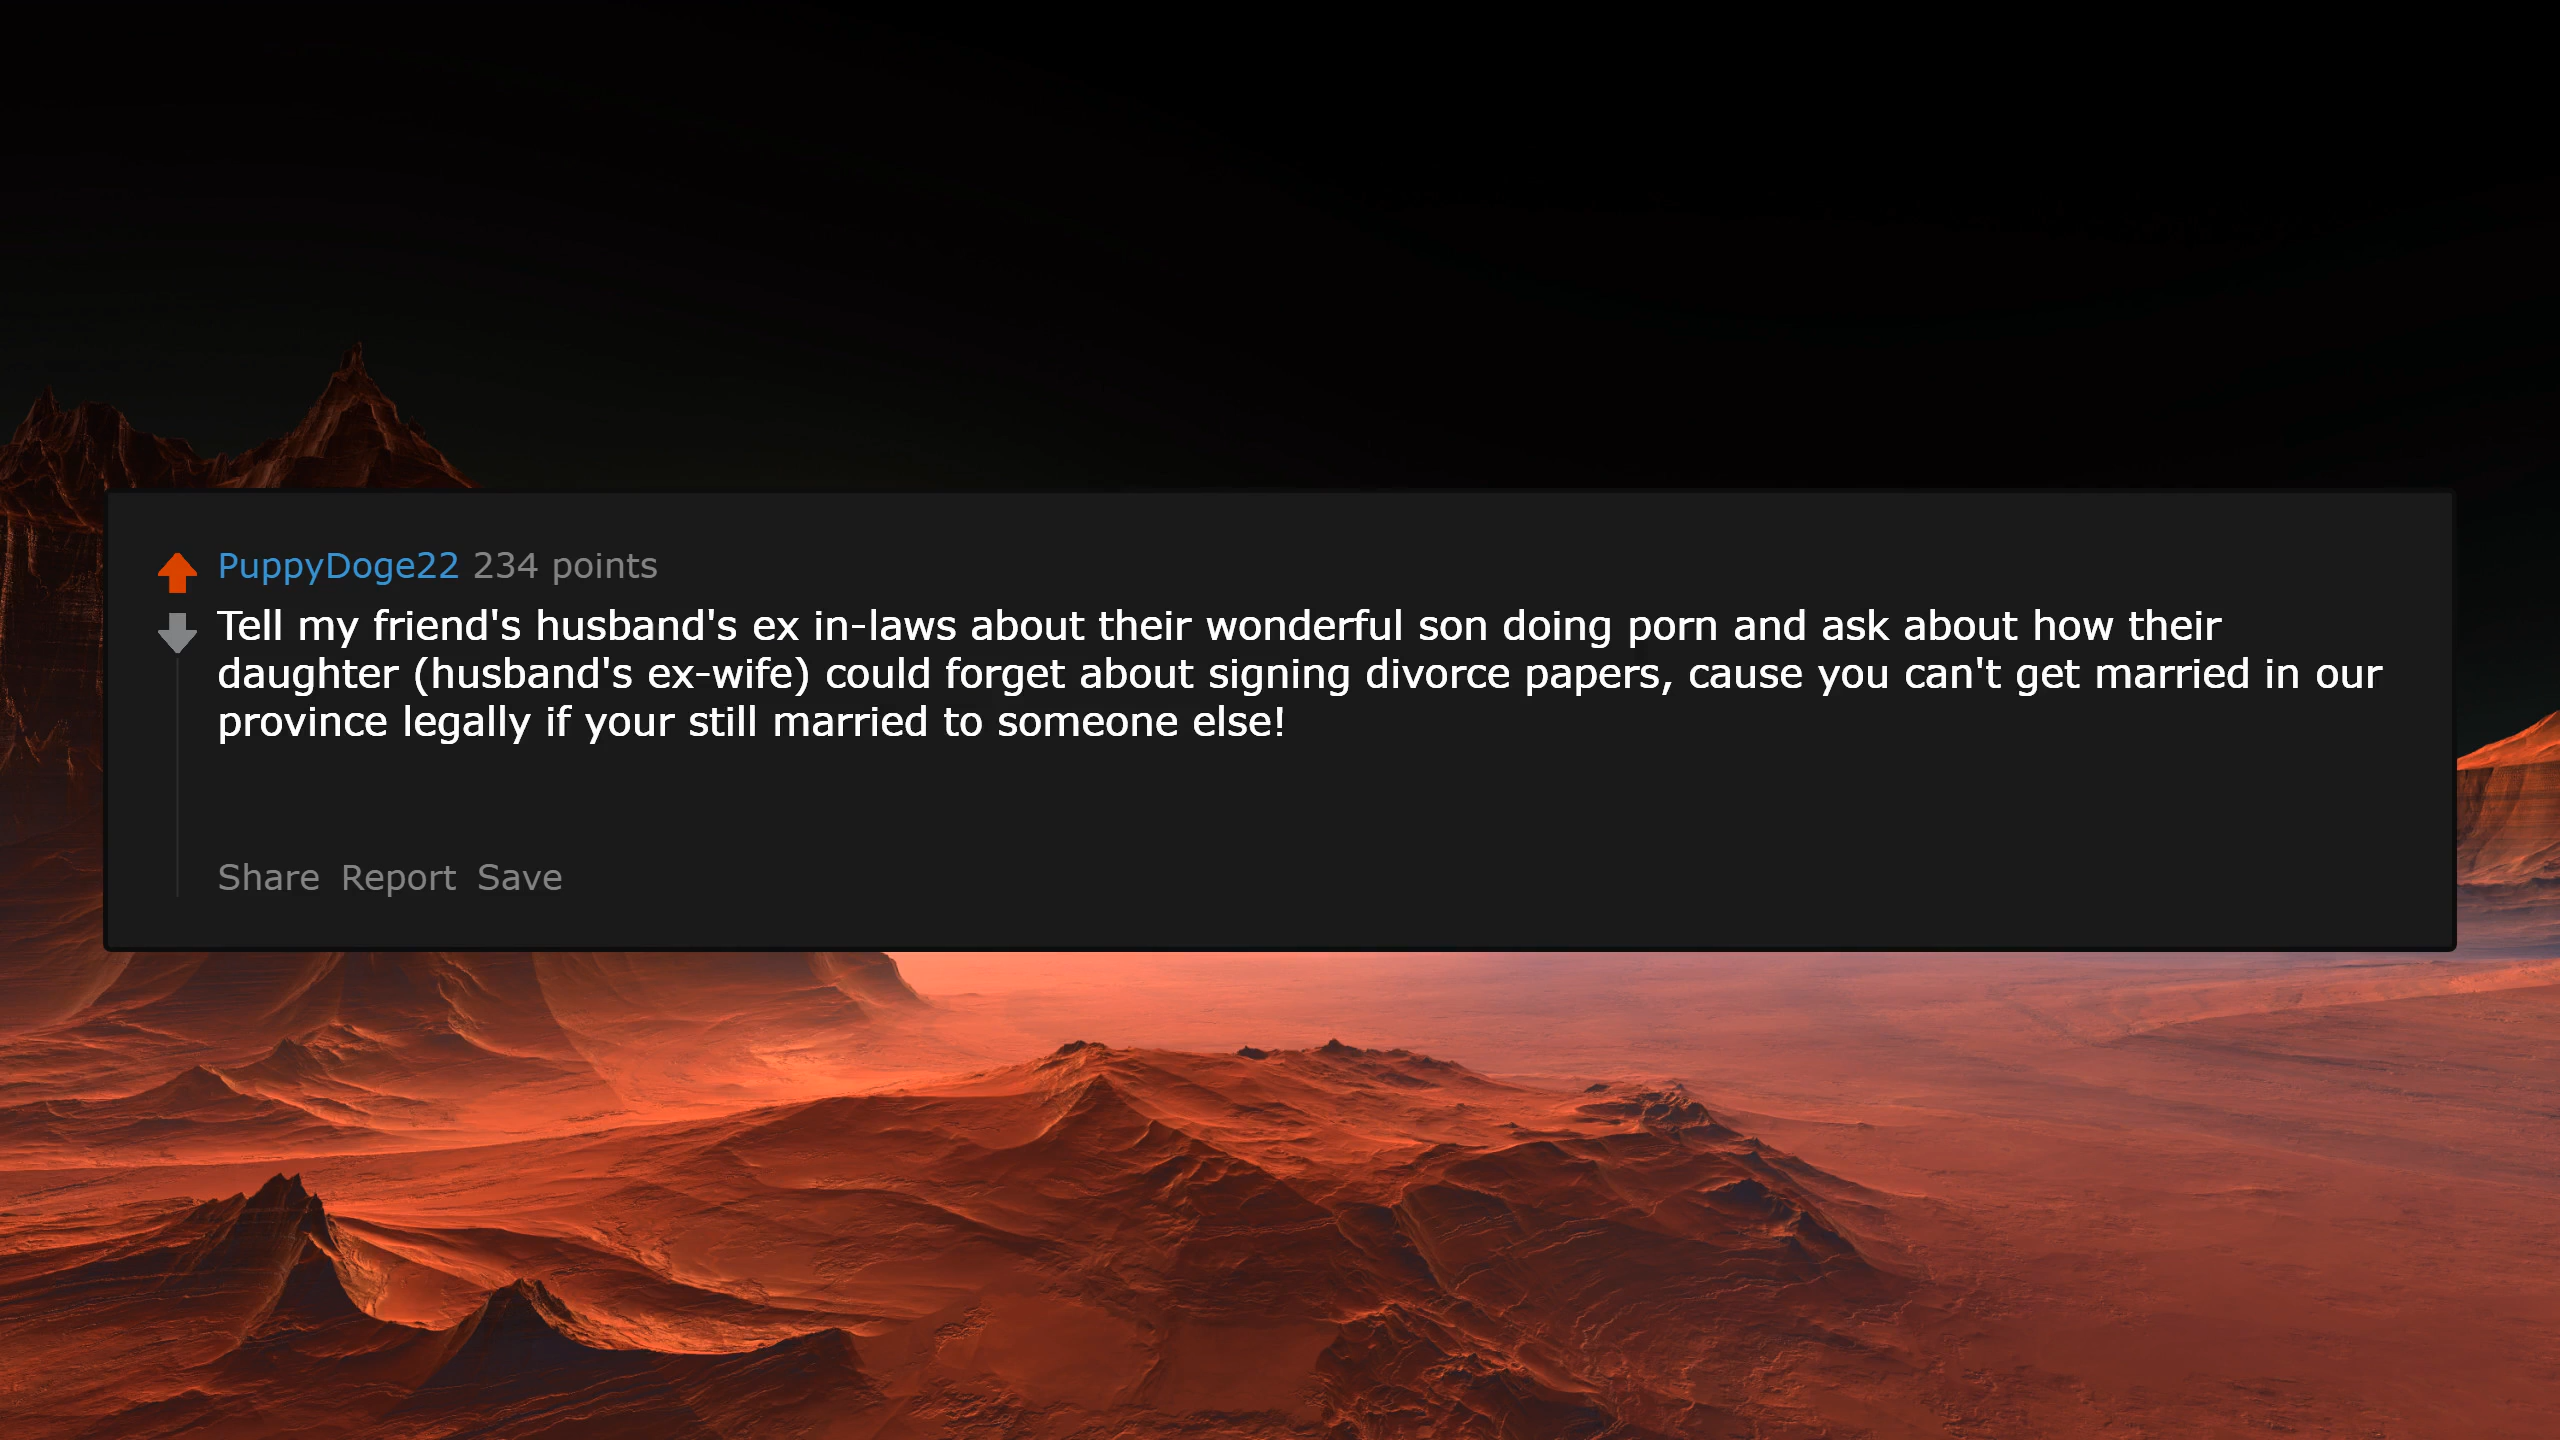 PuppyDoge22 234 points
Tell my friend's husband's ex in-laws about their wonderful son doing porn and ask about how their
daughter (husband's ex-wife) could forget about signing divorce papers, cause you can't get married in our
province legally if your still married to someone else!
Share Report Save